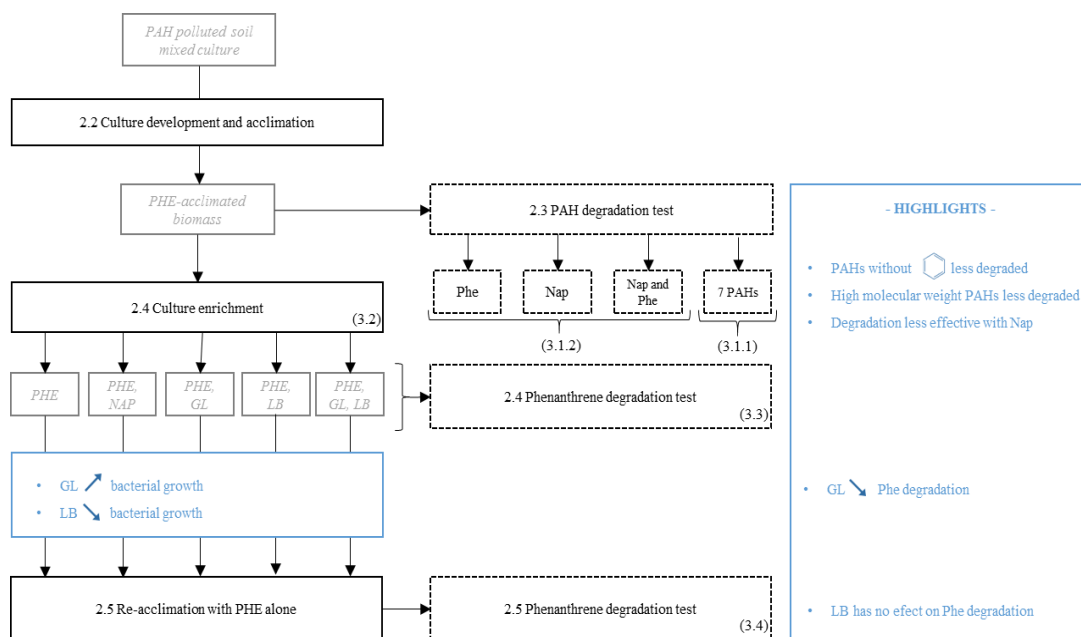 PAH polluted soil
mixed culture
2.2 Culture development and acclimation
PHE-acclimated
biomass
2.3 PAH degradation test
Phe
Nap
Nap and
Phe
7 PAHs
(3.1.2)
(3.1.1)
2.4 Culture enrichment
(3.2)
PHE
PHE,
NAP
PHE,
GL
PHE,
LB
PHE,
GL, LB
2.4 Phenanthrene degradation test
(3.3)
• GL bacterial growth
• LB bacterial growth
2.5 Re-acclimation with PHE alone
2.5 Phenanthrene degradation test
(3.4)
- HIGHLIGHTS -
• PAHs without less degraded
• High molecular weight PAHs less degraded
• Degradation less effective with Nap
• GL Phe degradation
• LB has no efect on Phe degradation